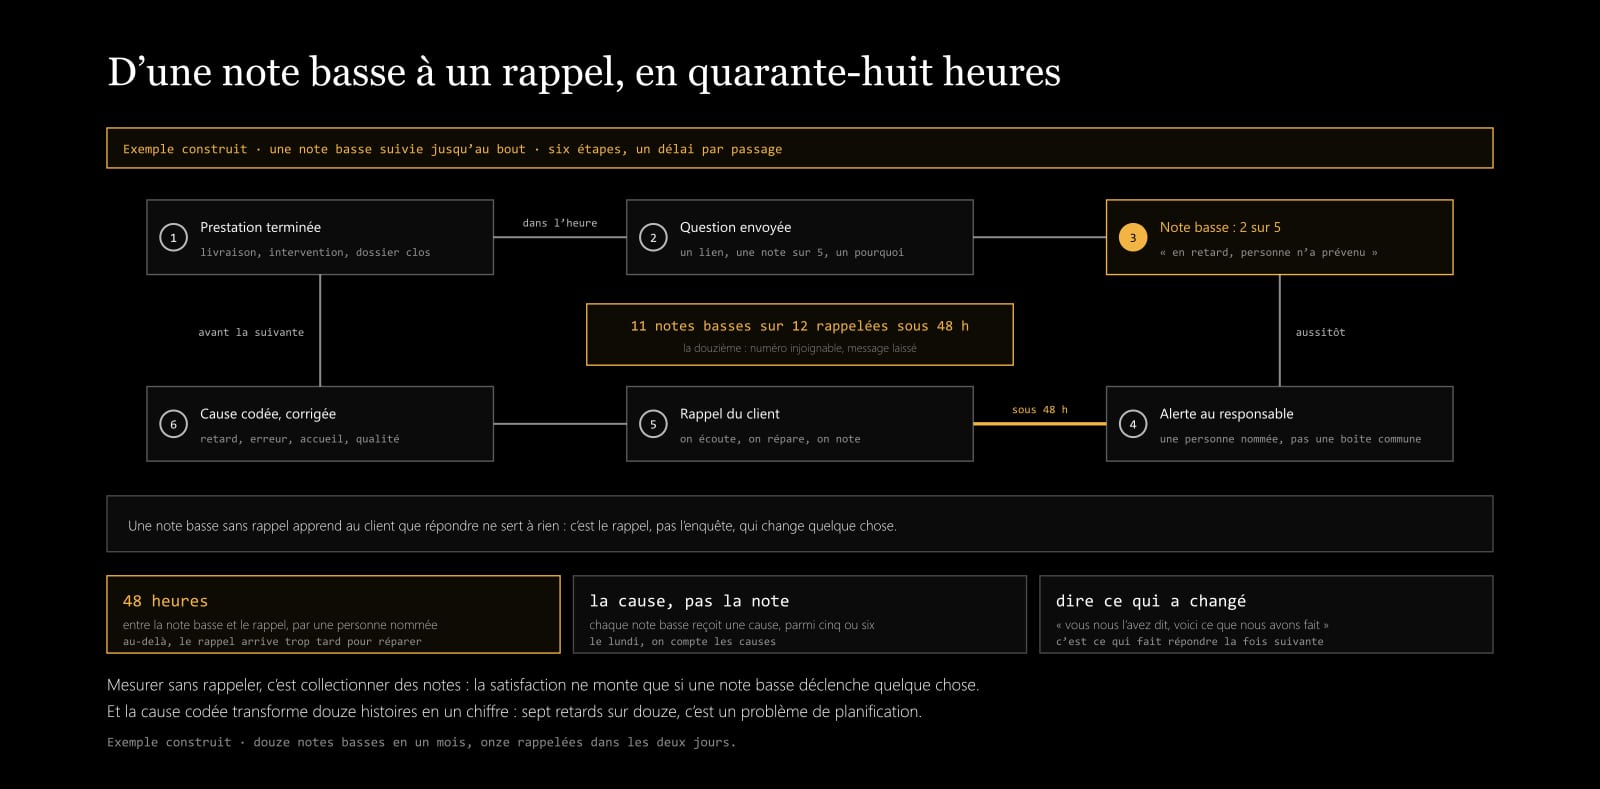 D’une note basse à un rappel, en quarante-huit heures
Exemple construit · une note basse suivie jusqu’au bout · six étapes, un délai par passage
1
Prestation terminée
livraison, intervention, dossier clos
dans l’heure
2
Question envoyée
un lien, une note sur 5, un pourquoi
3
Note basse : 2 sur 5
« en retard, personne n’a prévenu »
11 notes basses sur 12 rappelées sous 48 h
la douzième : numéro injoignable, message laissé
avant la suivante
aussitôt
6
Cause codée, corrigée
retard, erreur, accueil, qualité
5
Rappel du client
on écoute, on répare, on note
sous 48 h
4
Alerte au responsable
une personne nommée, pas une boîte commune
Une note basse sans rappel apprend au client que répondre ne sert à rien : c’est le rappel, pas l’enquête, qui change quelque chose.
48 heures
entre la note basse et le rappel, par une personne nommée
au-delà, le rappel arrive trop tard pour réparer
la cause, pas la note
chaque note basse reçoit une cause, parmi cinq ou six
le lundi, on compte les causes
dire ce qui a changé
« vous nous l’avez dit, voici ce que nous avons fait »
c’est ce qui fait répondre la fois suivante
Mesurer sans rappeler, c’est collectionner des notes : la satisfaction ne monte que si une note basse déclenche quelque chose.
Et la cause codée transforme douze histoires en un chiffre : sept retards sur douze, c’est un problème de planification.
Exemple construit · douze notes basses en un mois, onze rappelées dans les deux jours.